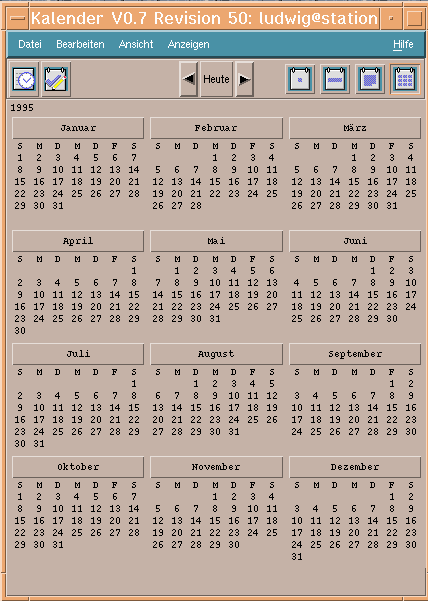 Kalender V0.7 Revision 50: ludwig@station
Datei Bearbeiten Ansicht Anzeigen Hilfe
Heute
1995
Januar
S M D M D F S
1 2 3 4 5 6 7
8 9 10 11 12 13 14
15 16 17 18 19 20 21
22 23 24 25 26 27 28
29 30 31
Februar
S M D M D F S
1 2 3 4
5 6 7 8 9 10 11
12 13 14 15 16 17 18
19 20 21 22 23 24 25
26 27 28
März
S M D M D F S
1 2 3 4
5 6 7 8 9 10 11
12 13 14 15 16 17 18
19 20 21 22 23 24 25
26 27 28 29 30 31
April
S M D M D F S
1
2 3 4 5 6 7 8
9 10 11 12 13 14 15
16 17 18 19 20 21 22
23 24 25 26 27 28 29
30
Mai
S M D M D F S
1 2 3 4 5 6
7 8 9 10 11 12 13
14 15 16 17 18 19 20
21 22 23 24 25 26 27
28 29 30 31
Juni
S M D M D F S
1 2 3
4 5 6 7 8 9 10
11 12 13 14 15 16 17
18 19 20 21 22 23 24
25 26 27 28 29 30
Juli
S M D M D F S
1
2 3 4 5 6 7 8
9 10 11 12 13 14 15
16 17 18 19 20 21 22
23 24 25 26 27 28 29
30 31
August
S M D M D F S
1 2 3 4 5
6 7 8 9 10 11 12
13 14 15 16 17 18 19
20 21 22 23 24 25 26
27 28 29 30 31
September
S M D M D F S
1 2
3 4 5 6 7 8 9
10 11 12 13 14 15 16
17 18 19 20 21 22 23
24 25 26 27 28 29 30
Oktober
S M D M D F S
1 2 3 4 5 6 7
8 9 10 11 12 13 14
15 16 17 18 19 20 21
22 23 24 25 26 27 28
29 30 31
November
S M D M D F S
1 2 3 4
5 6 7 8 9 10 11
12 13 14 15 16 17 18
19 20 21 22 23 24 25
26 27 28 29 30
Dezember
S M D M D F S
1 2
3 4 5 6 7 8 9
10 11 12 13 14 15 16
17 18 19 20 21 22 23
24 25 26 27 28 29 30
31